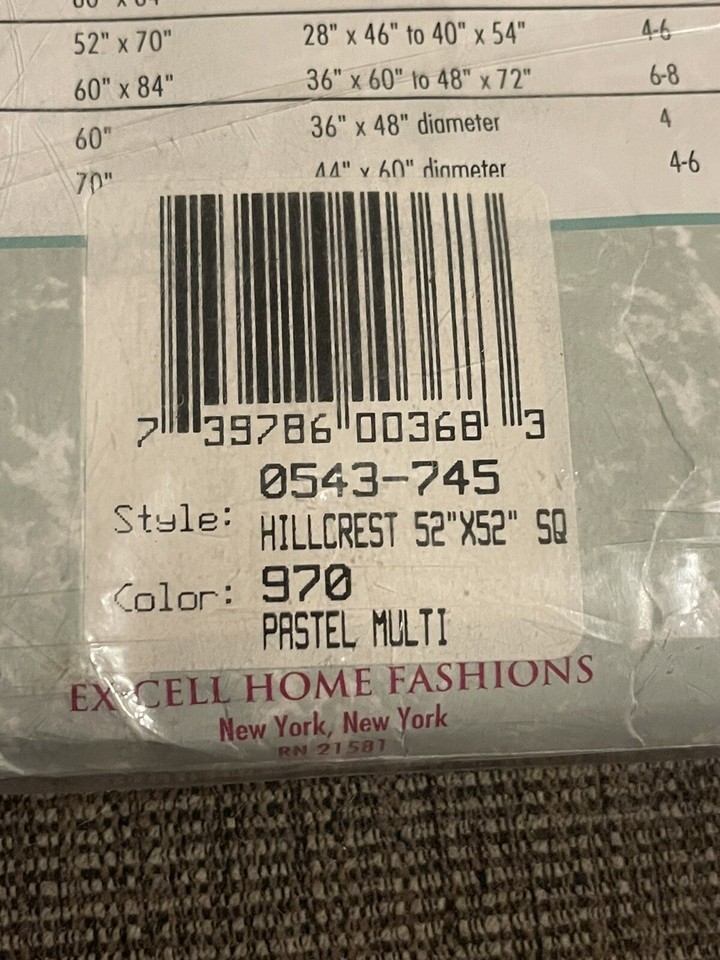 52" x 70" 28" x 46" to 40" x 54" 4-6
60" x 84" 36" x 60" to 48" x 72" 6-8
60" 36" x 48" diameter 4
70" 44" x 60" diameter 4-6
7 39786 00368 3
0543-745
Style: HILLCREST 52"X52" SQ
Color: 970
PASTEL MULTI
EX-CELL HOME FASHIONS
New York, New York
RN 21581